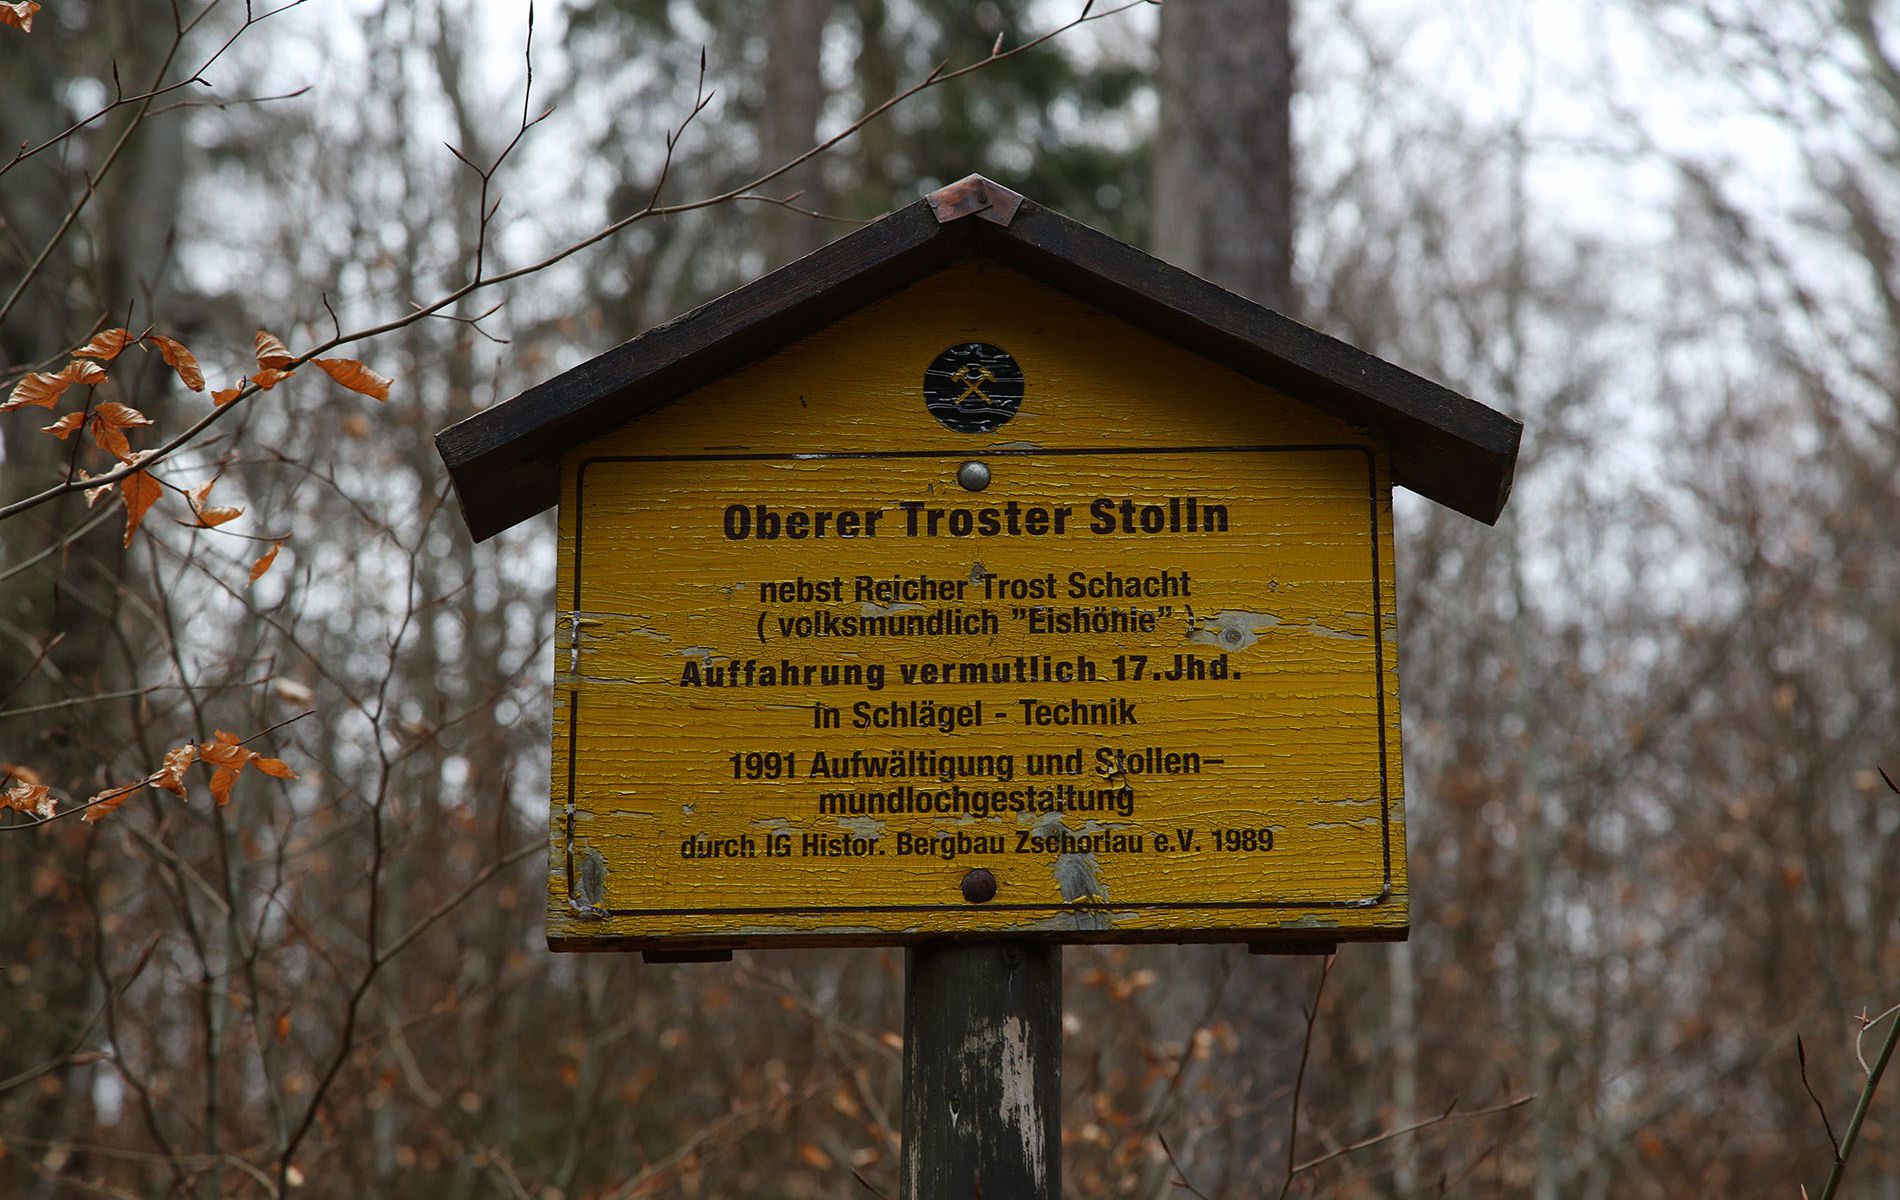 Oberer Troster Stolln
nebst Reicher Trost Schacht
( volksmundlich "Eishöhle" )
Auffahrung vermutlich 17.Jhd.
in Schlägel - Technik
1991 Aufwältigung und Stollen-
mundlochgestaltung
durch IG Histor. Bergbau Zschorlau e.V. 1989